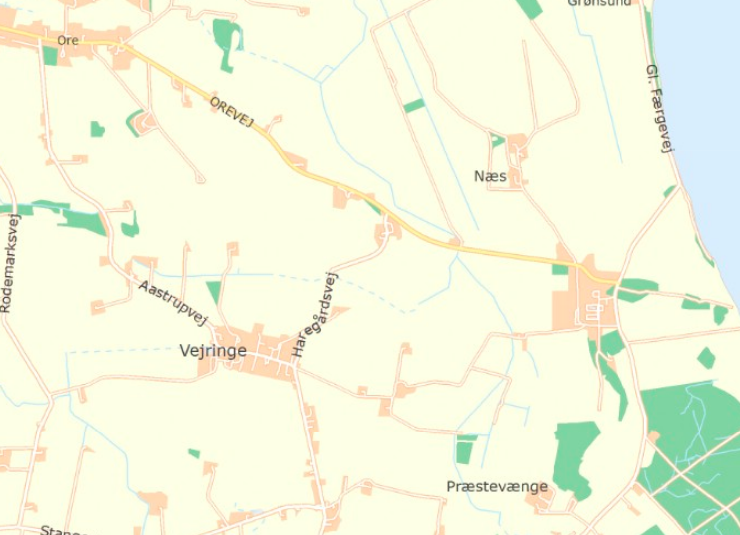 Grønsund
Ore
OREVEJ
Gl. Færgevej
Næs
Rodemarksvej
Aastrupvej
Haregårdsvej
Vejringe
Præstevænge